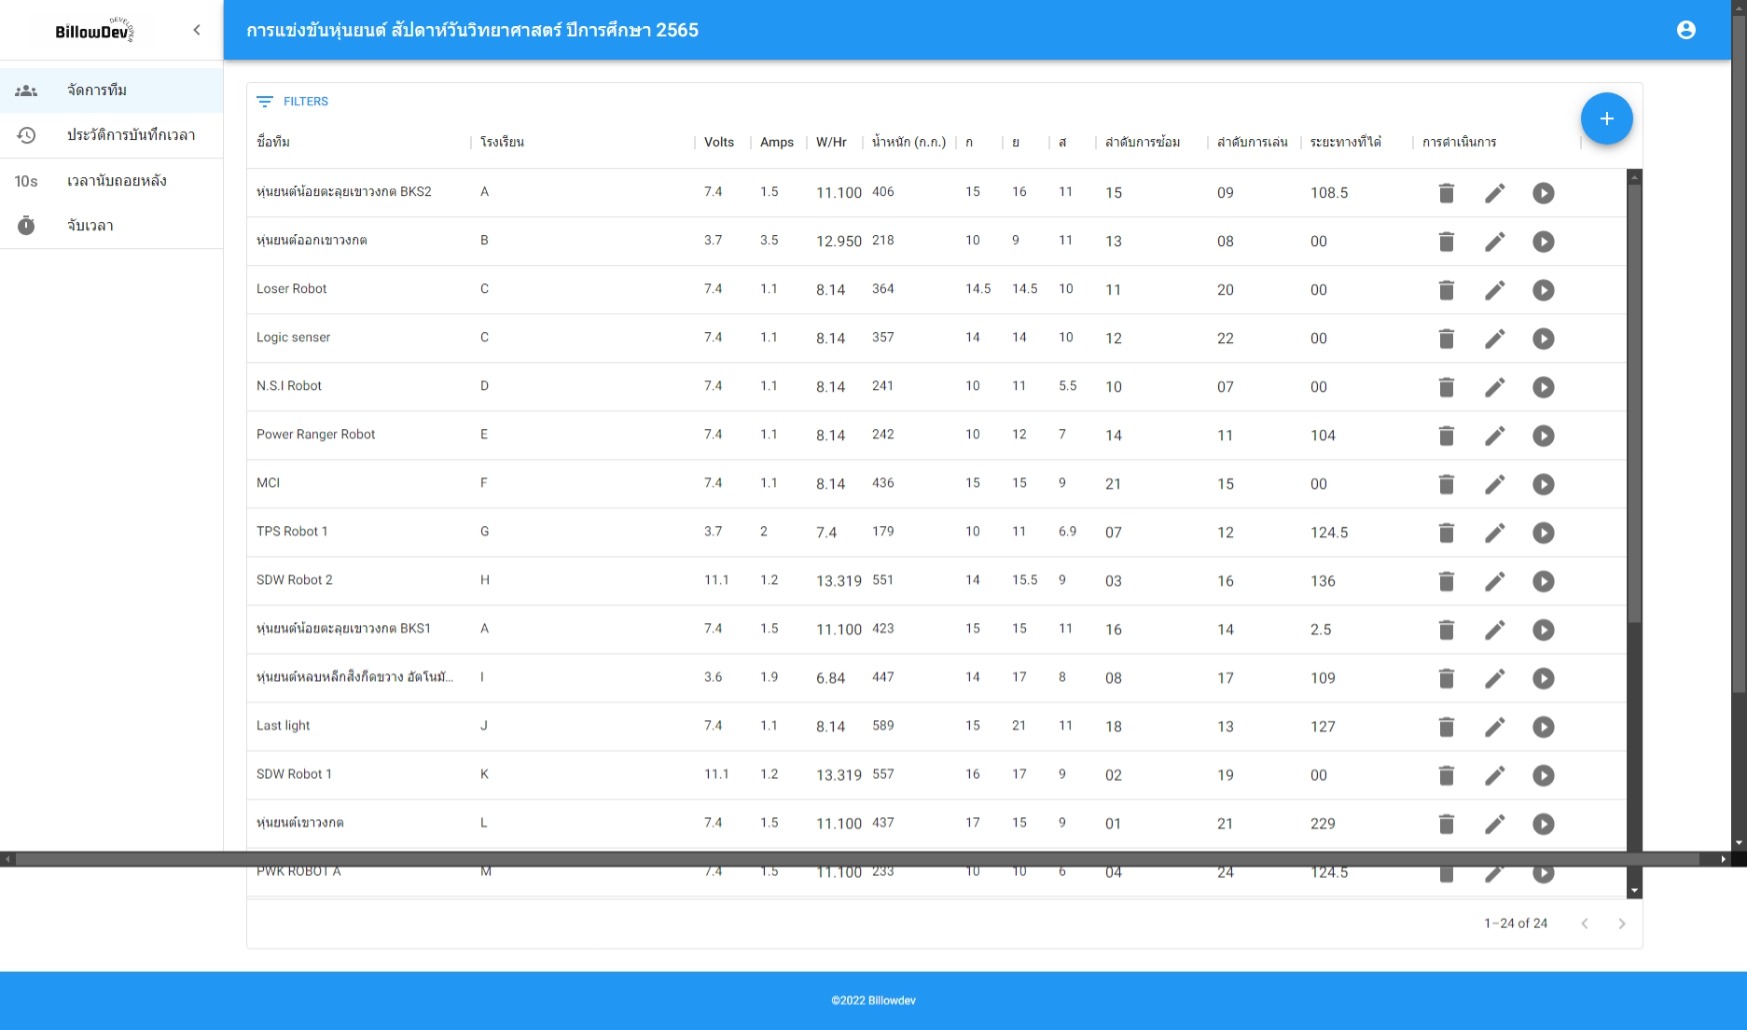 BillowDev DEVELOPER
การแข่งขันหุ่นยนต์ สัปดาห์วันวิทยาศาสตร์ ปีการศึกษา 2565
จัดการทีม
ประวัติการบันทึกเวลา
10s เวลานับถอยหลัง
จับเวลา
FILTERS
ชื่อทีม โรงเรียน Volts Amps W/Hr น้ำหนัก (ก.ก.) ก ย ส ลำดับการซ้อม ลำดับการเล่น ระยะทางที่ได้ การดำเนินการ
หุ่นยนต์น้อยตะลุยเขาวงกต BKS2 A 7.4 1.5 11.100 406 15 16 11 15 09 108.5
หุ่นยนต์ออกเขาวงกต B 3.7 3.5 12.950 218 10 9 11 13 08 00
Loser Robot C 7.4 1.1 8.14 364 14.5 14.5 10 11 20 00
Logic senser C 7.4 1.1 8.14 357 14 14 10 12 22 00
N.S.I Robot D 7.4 1.1 8.14 241 10 11 5.5 10 07 00
Power Ranger Robot E 7.4 1.1 8.14 242 10 12 7 14 11 104
MCI F 7.4 1.1 8.14 436 15 15 9 21 15 00
TPS Robot 1 G 3.7 2 7.4 179 10 11 6.9 07 12 124.5
SDW Robot 2 H 11.1 1.2 13.319 551 14 15.5 9 03 16 136
หุ่นยนต์น้อยตะลุยเขาวงกต BKS1 A 7.4 1.5 11.100 423 15 15 11 16 14 2.5
หุ่นยนต์หลบหลีกสิ่งกีดขวาง อัตโนมั... I 3.6 1.9 6.84 447 14 17 8 08 17 109
Last light J 7.4 1.1 8.14 589 15 21 11 18 13 127
SDW Robot 1 K 11.1 1.2 13.319 557 16 17 9 02 19 00
หุ่นยนต์เขาวงกต L 7.4 1.5 11.100 437 17 15 9 01 21 229
PWK ROBOT A M 7.4 1.5 11.100 233 10 10 6 04 24 124.5
1–24 of 24
©2022 Billowdev